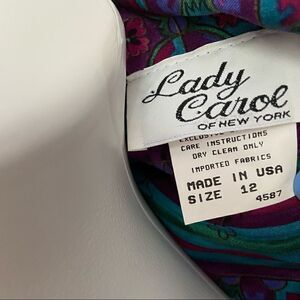 Lady
Carol
OF NEW YORK
CARE INSTRUCTIONS
DRY CLEAN ONLY
IMPORTED FABRICS
MADE IN USA
SIZE 12
4587